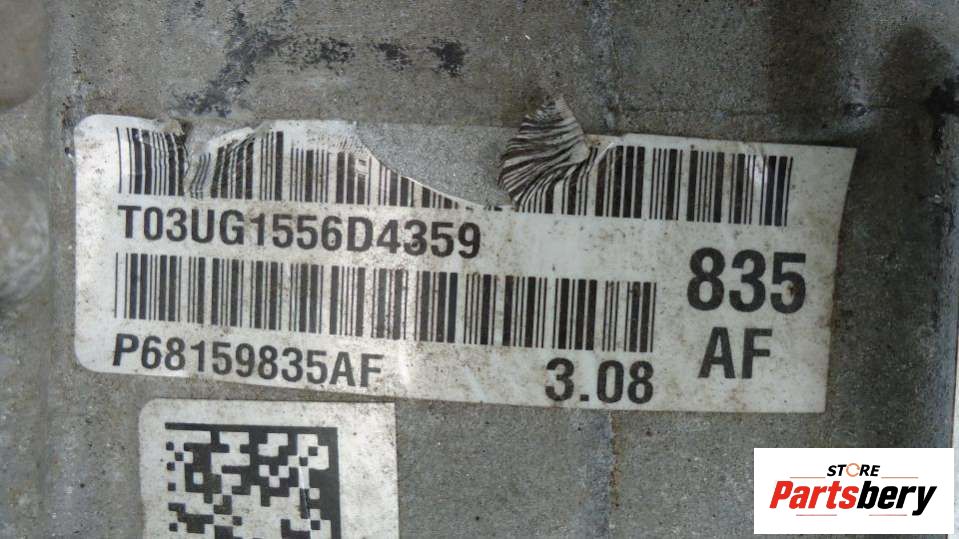 T03UG1556D4359
835
P68159835AF
3.08
AF
STORE
Partsbery